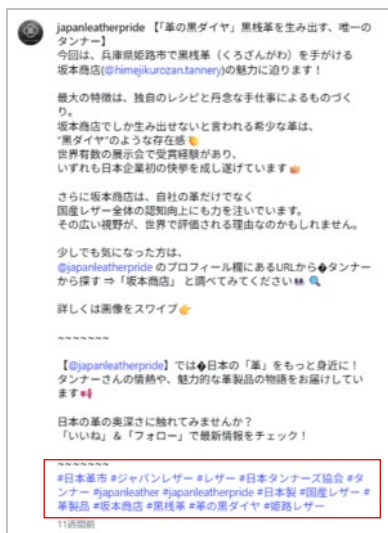 japanleatherpride 【「革の黒ダイヤ」黒桟革を生み出す、唯一の
タンナー】
今回は、兵庫県姫路市で黒桟革（くろざんがわ）を手がける
坂本商店(@himejikurozan.tannery)の魅力に迫ります！
最大の特徴は、独自のレシピと丹念な手仕事によるものづく
り。
坂本商店でしか生み出せないと言われる希少な革は、
“黒ダイヤ”のような存在感👏
世界有数の展示会で受賞経験があり、
いずれも日本企業初の快挙を成し遂げています👑
さらに坂本商店は、自社の革だけでなく
国産レザー全体の認知向上にも力を注いでいます。
その広い視野が、世界で評価される理由なのかもしれません。
少しでも気になった方は、
@japanleatherpride のプロフィール欄にあるURLから�タンナー
から探す ⇒「坂本商店」 と調べてみてください👀 🔍
詳しくは画像をスワイプ👉
~~~~~~~
【@japanleatherpride】では�日本の「革」をもっと身近に！
タンナーさんの情熱や、魅力的な革製品の物語をお届けしてい
ます📢
日本の革の奥深さに触れてみませんか？
「いいね」＆「フォロー」で最新情報をチェック！
~~~~~~~
#日本革市 #ジャパンレザー #レザー #日本タンナーズ協会 #タ
ンナー #japanleather #japanleatherpride #日本製 #国産レザー #
革製品 #坂本商店 #黒桟革 #革の黒ダイヤ #姫路レザー
11週間前